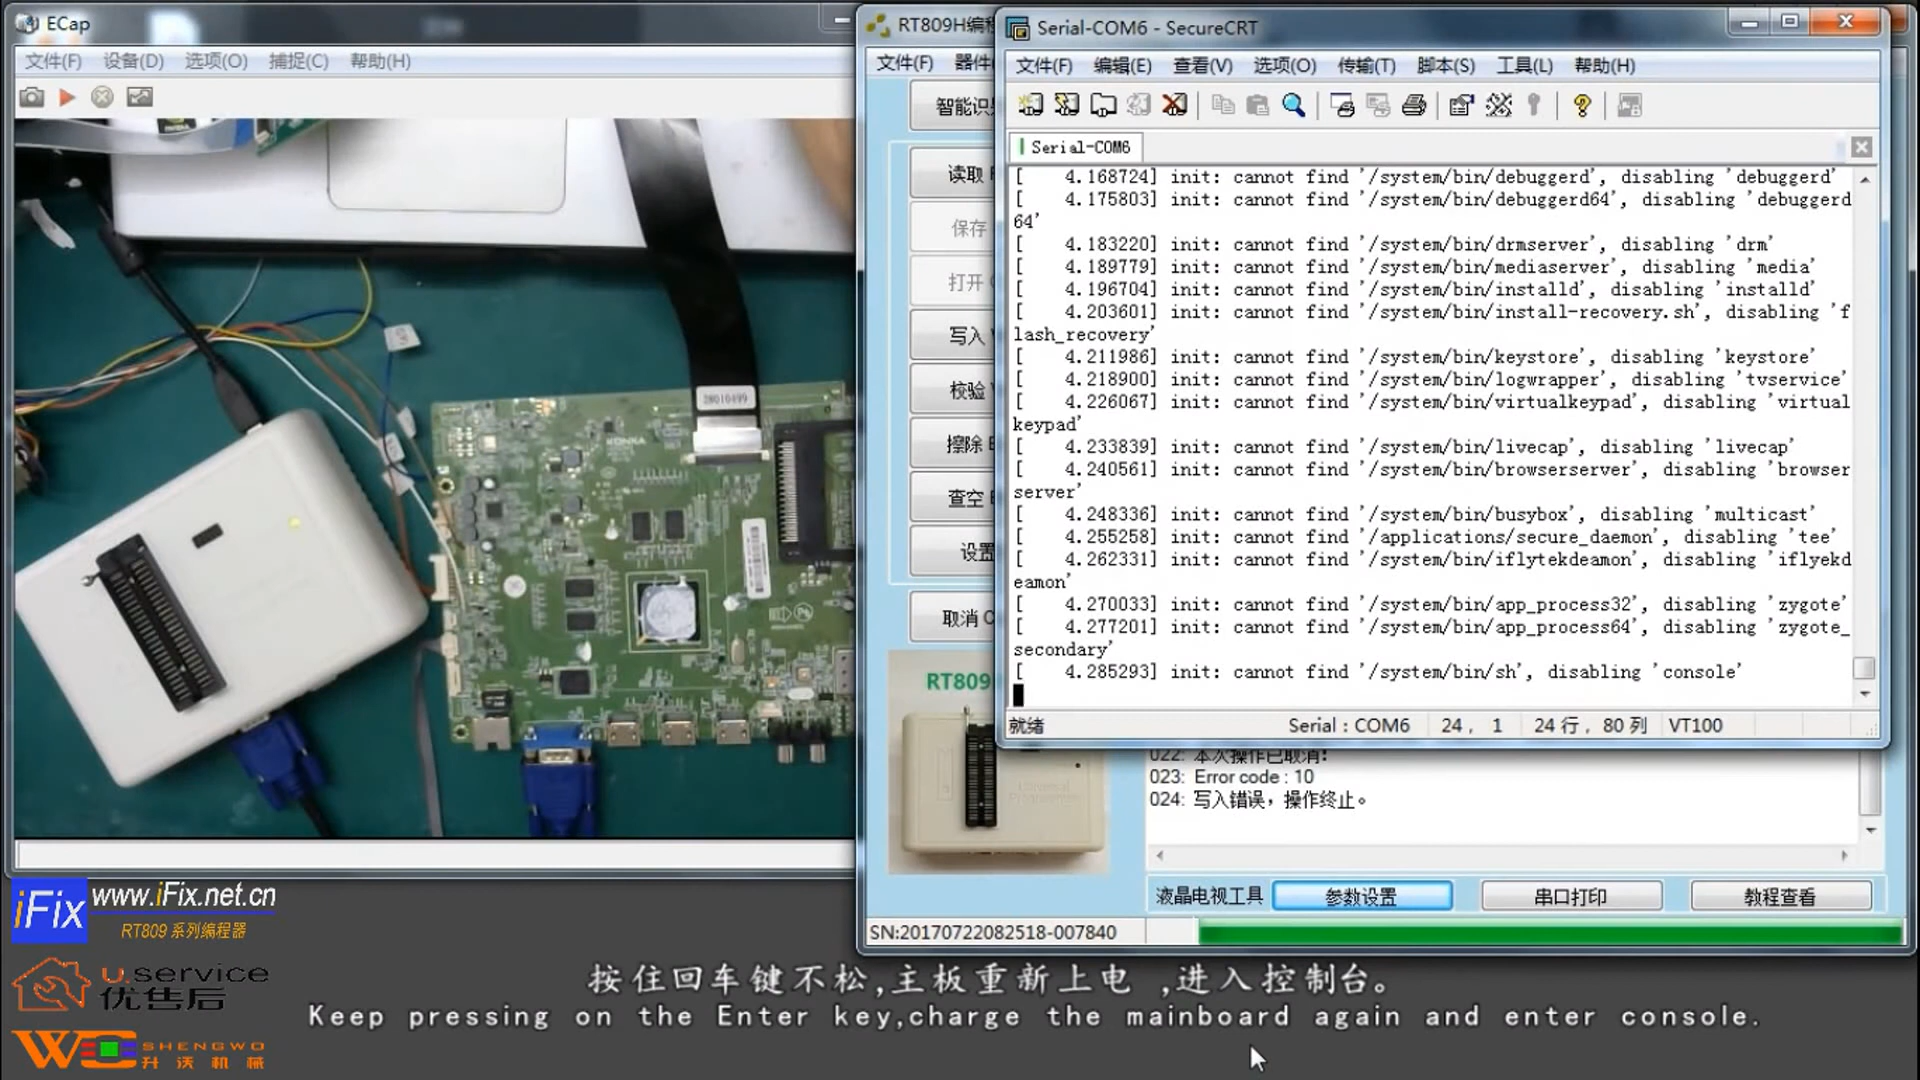 ECap
文件(F) 设备(D) 选项(O) 捕捉(C) 帮助(H)
KONKA
RT809H编程
文件(F) 器件(
智能识
读取
保存
打开
写入
校验
擦除
查空
设置
取消
RT809
Serial-COM6 - SecureCRT
文件(F) 编辑(E) 查看(V) 选项(O) 传输(T) 脚本(S) 工具(L) 帮助(H)
Serial-COM6
[    4.168724] init: cannot find '/system/bin/debuggerd', disabling 'debuggerd'
[    4.175803] init: cannot find '/system/bin/debuggerd64', disabling 'debuggerd
64'
[    4.183220] init: cannot find '/system/bin/drmserver', disabling 'drm'
[    4.189779] init: cannot find '/system/bin/mediaserver', disabling 'media'
[    4.196704] init: cannot find '/system/bin/installd', disabling 'installd'
[    4.203601] init: cannot find '/system/bin/install-recovery.sh', disabling 'f
lash_recovery'
[    4.211986] init: cannot find '/system/bin/keystore', disabling 'keystore'
[    4.218900] init: cannot find '/system/bin/logwrapper', disabling 'tvservice'
[    4.226067] init: cannot find '/system/bin/virtualkeypad', disabling 'virtual
keypad'
[    4.233839] init: cannot find '/system/bin/livecap', disabling 'livecap'
[    4.240561] init: cannot find '/system/bin/browserserver', disabling 'browser
server'
[    4.248336] init: cannot find '/system/bin/busybox', disabling 'multicast'
[    4.255258] init: cannot find '/applications/secure_daemon', disabling 'tee'
[    4.262331] init: cannot find '/system/bin/iflytekdeamon', disabling 'iflyekd
eamon'
[    4.270033] init: cannot find '/system/bin/app_process32', disabling 'zygote'
[    4.277201] init: cannot find '/system/bin/app_process64', disabling 'zygote_
secondary'
[    4.285293] init: cannot find '/system/bin/sh', disabling 'console'
就绪 Serial: COM6 24, 1 24 行, 80 列 VT100
022: 本次操作已取消!
023: Error code : 10
024: 写入错误，操作终止。
液晶电视工具 参数设置 串口打印 教程查看
SN:20170722082518-007840
iFix www.iFix.net.cn
RT809 系列编程器
u.service
优售后
SHENGWO
升沃机械
按住回车键不松,主板重新上电 ,进入控制台。
Keep pressing on the Enter key,charge the mainboard again and enter console.